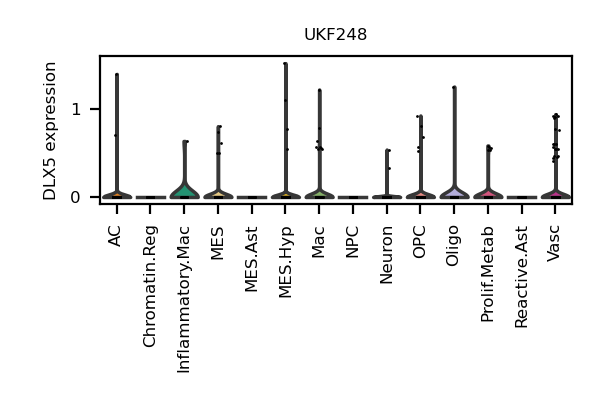 UKF248
DLX5 expression
1
0
AC
Chromatin.Reg
Inflammatory.Mac
MES
MES.Ast
MES.Hyp
Mac
NPC
Neuron
OPC
Oligo
Prolif.Metab
Reactive.Ast
Vasc